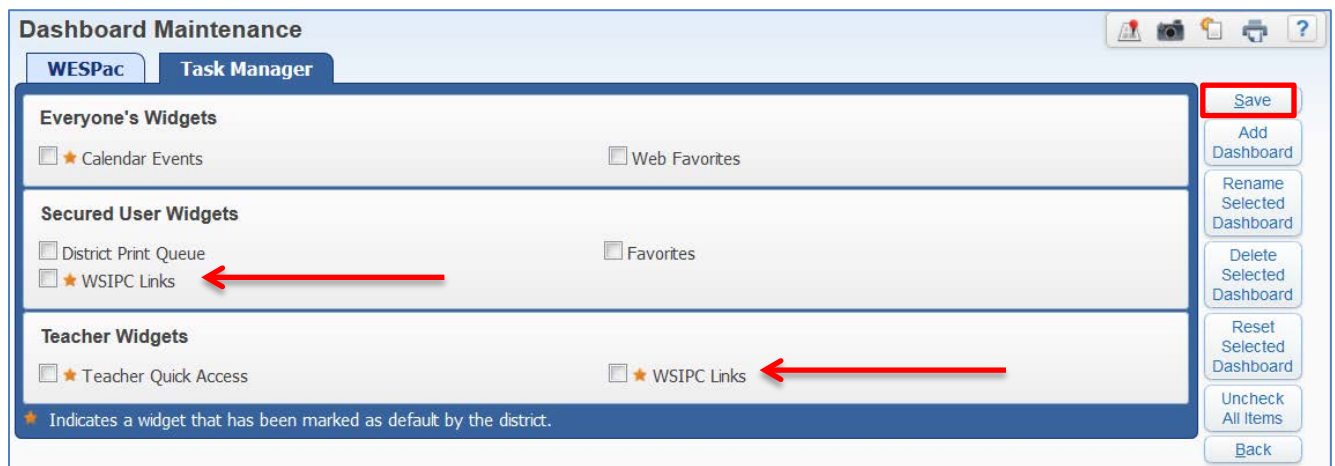 Dashboard Maintenance
?
WESPac
Task Manager
Save
Add
Dashboard
Rename
Selected
Dashboard
Delete
Selected
Dashboard
Reset
Selected
Dashboard
Uncheck
All Items
Back
Everyone's Widgets
Calendar Events
Web Favorites
Secured User Widgets
District Print Queue
Favorites
WSIPC Links
Teacher Widgets
Teacher Quick Access
WSIPC Links
Indicates a widget that has been marked as default by the district.